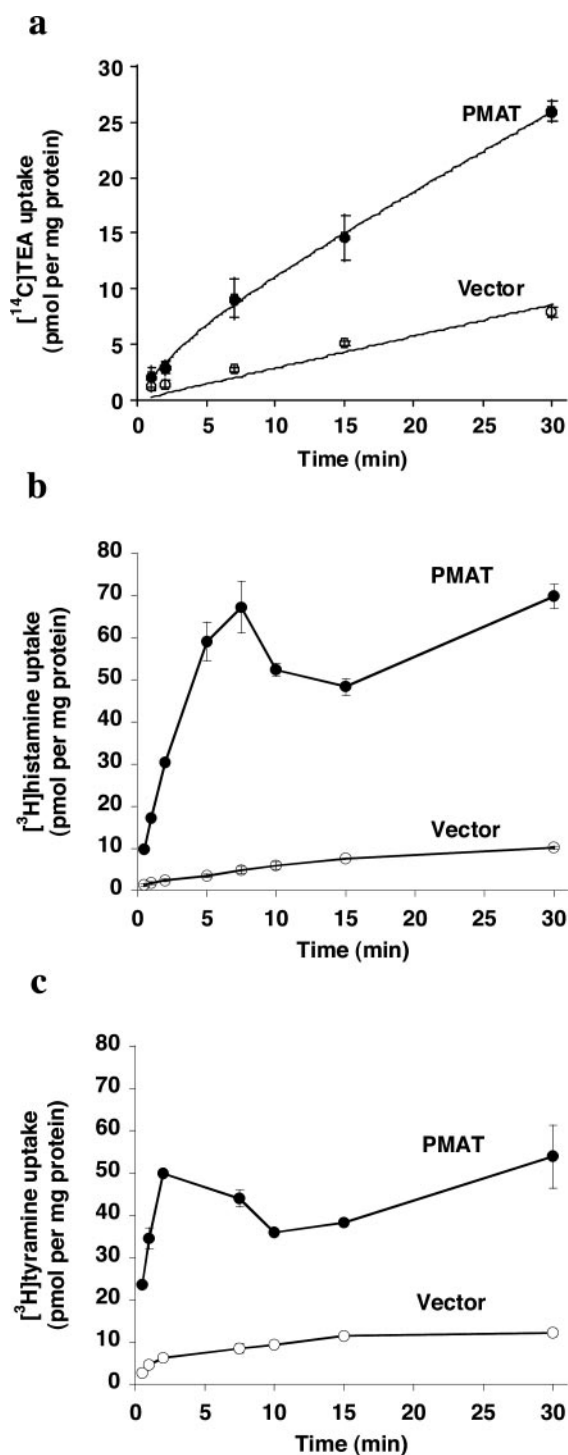 a
[¹⁴C]TEA uptake
(pmol per mg protein)
30
25
20
15
10
5
0
PMAT
Vector
0 5 10 15 20 25 30
Time (min)
b
[³H]histamine uptake
(pmol per mg protein)
80
70
60
50
40
30
20
10
0
PMAT
Vector
0 5 10 15 20 25 30
Time (min)
c
[³H]tyramine uptake
(pmol per mg protein)
80
70
60
50
40
30
20
10
0
PMAT
Vector
0 5 10 15 20 25 30
Time (min)